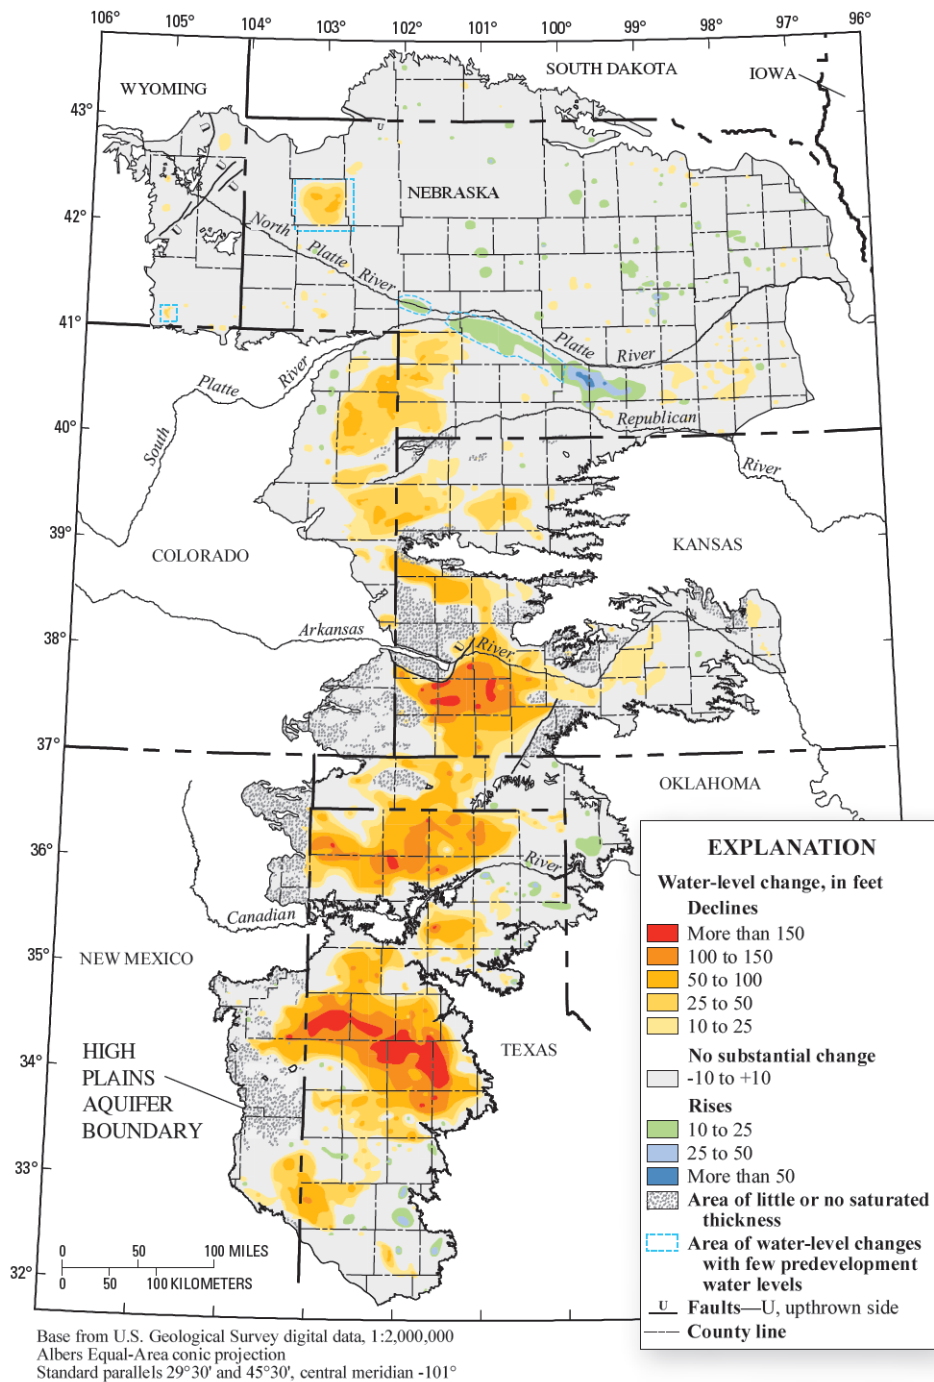 106°
105°
104°
103°
102°
101°
100°
99°
98°
97°
96°
SOUTH DAKOTA
IOWA
WYOMING
43°
U
U
NEBRASKA
U
U
42°
U
North Platte River
41°
Platte River
South Platte River
Republican River
40°
39°
COLORADO
KANSAS
38°
Arkansas River
U
37°
U
OKLAHOMA
36°
Canadian River
35°
NEW MEXICO
TEXAS
34°
HIGH
PLAINS
AQUIFER
BOUNDARY
33°
32°
0 50 100 MILES
0 50 100 KILOMETERS
EXPLANATION
Water-level change, in feet
Declines
More than 150
100 to 150
50 to 100
25 to 50
10 to 25
No substantial change
-10 to +10
Rises
10 to 25
25 to 50
More than 50
Area of little or no saturated
thickness
Area of water-level changes
with few predevelopment
water levels
U Faults—U, upthrown side
County line
Base from U.S. Geological Survey digital data, 1:2,000,000
Albers Equal-Area conic projection
Standard parallels 29°30' and 45°30', central meridian -101°